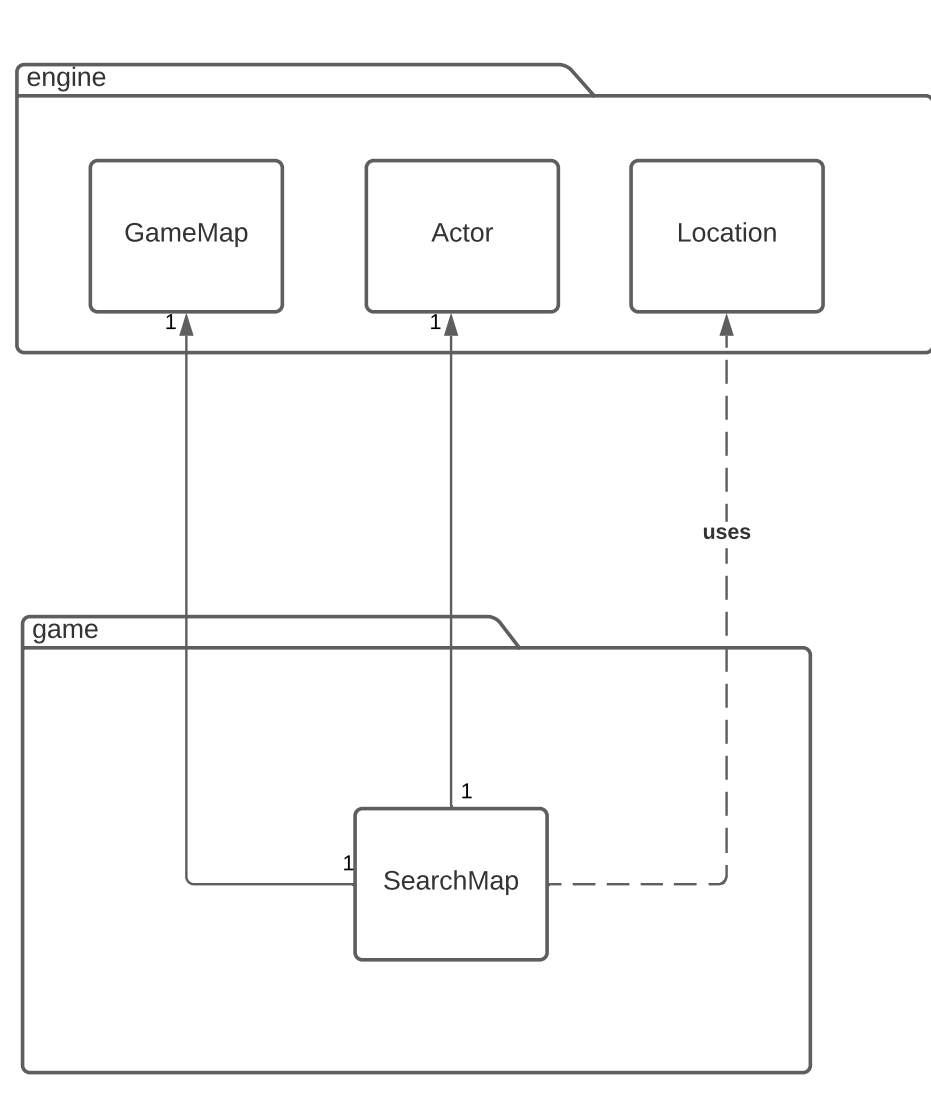 engine
GameMap
Actor
Location
1
1
uses
game
1
1
SearchMap